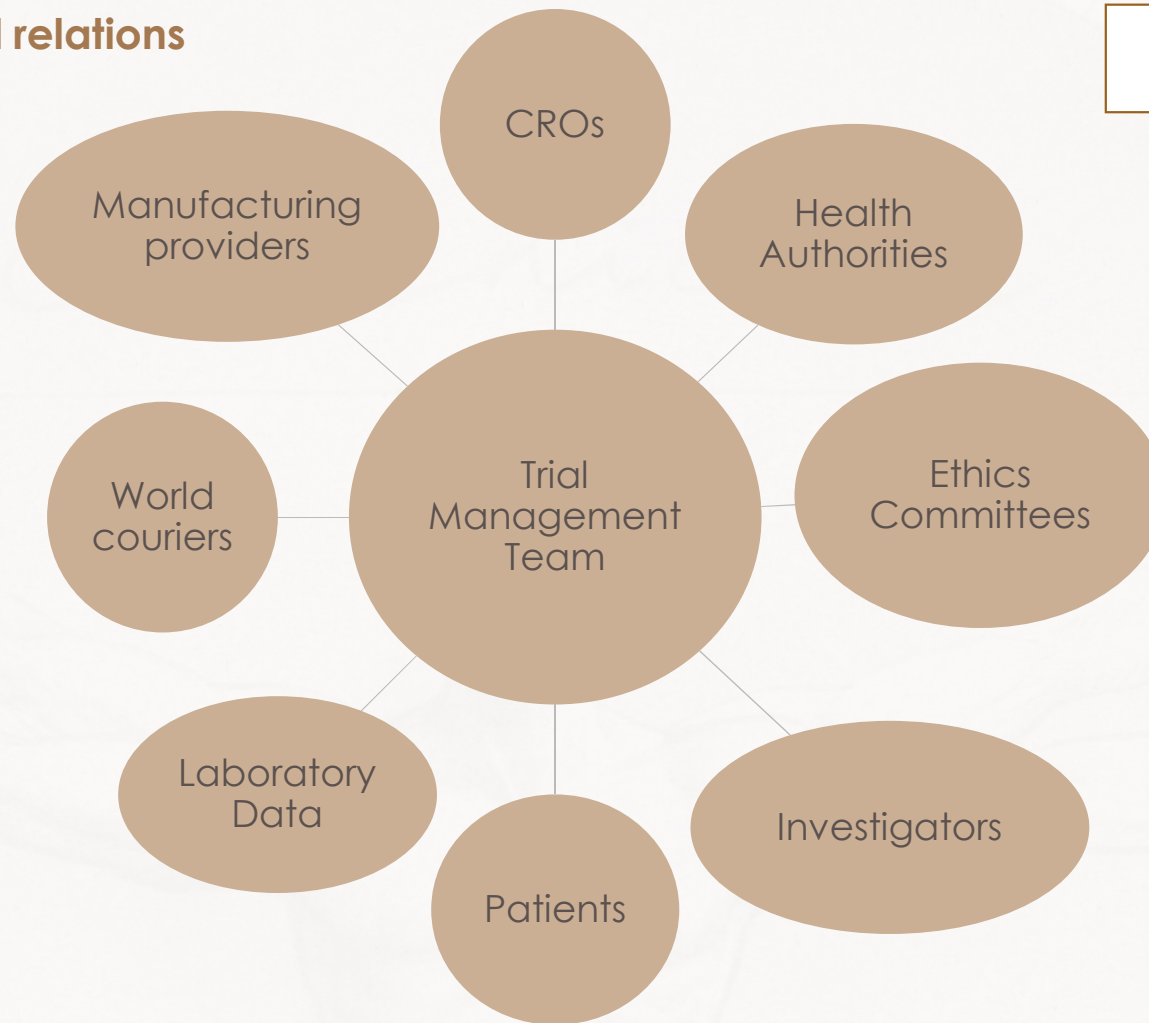 relations
CROs
Manufacturing
providers
Health
Authorities
Trial
Management
Team
Ethics
Committees
World
couriers
Laboratory
Data
Investigators
Patients